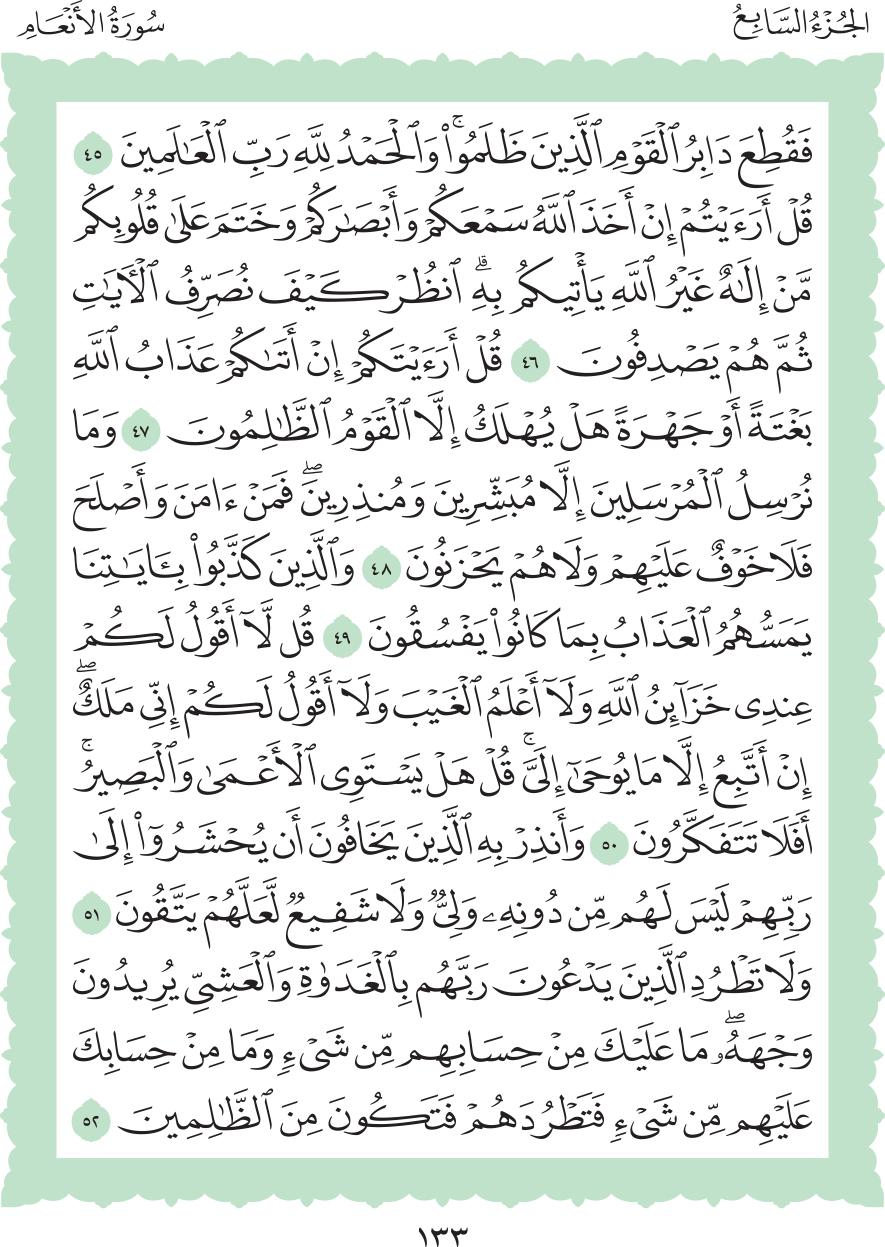 الجُزْءُ السَّابِعُ
سُورَةُ الأَنْعَامِ
فَقُطِعَ دَابِرُ ٱلْقَوْمِ ٱلَّذِينَ ظَلَمُوا۟ۚ وَٱلْحَمْدُ لِلَّهِ رَبِّ ٱلْعَـٰلَمِينَ ٤٥
قُلْ أَرَءَيْتُمْ إِنْ أَخَذَ ٱللَّهُ سَمْعَكُمْ وَأَبْصَـٰرَكُمْ وَخَتَمَ عَلَىٰ قُلُوبِكُم
مَّنْ إِلَـٰهٌ غَيْرُ ٱللَّهِ يَأْتِيكُم بِهِۗ ٱنظُرْ كَيْفَ نُصَرِّفُ ٱلْـَٔايَـٰتِ
ثُمَّ هُمْ يَصْدِفُونَ ٤٦ قُلْ أَرَءَيْتَكُمْ إِنْ أَتَىٰكُمْ عَذَابُ ٱللَّهِ
بَغْتَةً أَوْ جَهْرَةً هَلْ يُهْلَكُ إِلَّا ٱلْقَوْمُ ٱلظَّـٰلِمُونَ ٤٧ وَمَا
نُرْسِلُ ٱلْمُرْسَلِينَ إِلَّا مُبَشِّرِينَ وَمُنذِرِينَۖ فَمَنْ ءَامَنَ وَأَصْلَحَ
فَلَا خَوْفٌ عَلَيْهِمْ وَلَا هُمْ يَحْزَنُونَ ٤٨ وَٱلَّذِينَ كَذَّبُوا۟ بِـَٔايَـٰتِنَا
يَمَسُّهُمُ ٱلْعَذَابُ بِمَا كَانُوا۟ يَفْسُقُونَ ٤٩ قُل لَّآ أَقُولُ لَكُمْ
عِندِى خَزَآئِنُ ٱللَّهِ وَلَآ أَعْلَمُ ٱلْغَيْبَ وَلَآ أَقُولُ لَكُمْ إِنِّى مَلَكٌۖ
إِنْ أَتَّبِعُ إِلَّا مَا يُوحَىٰٓ إِلَىَّۚ قُلْ هَلْ يَسْتَوِى ٱلْأَعْمَىٰ وَٱلْبَصِيرُۚ
أَفَلَا تَتَفَكَّرُونَ ٥٠ وَأَنذِرْ بِهِ ٱلَّذِينَ يَخَافُونَ أَن يُحْشَرُوٓا۟ إِلَىٰ
رَبِّهِمْ لَيْسَ لَهُم مِّن دُونِهِۦ وَلِىٌّ وَلَا شَفِيعٌ لَّعَلَّهُمْ يَتَّقُونَ ٥١
وَلَا تَطْرُدِ ٱلَّذِينَ يَدْعُونَ رَبَّهُم بِٱلْغَدَوٰةِ وَٱلْعَشِىِّ يُرِيدُونَ
وَجْهَهُۥۖ مَا عَلَيْكَ مِنْ حِسَابِهِم مِّن شَىْءٍ وَمَا مِنْ حِسَابِكَ
عَلَيْهِم مِّن شَىْءٍ فَتَطْرُدَهُمْ فَتَكُونَ مِنَ ٱلظَّـٰلِمِينَ ٥٢
١٣٣